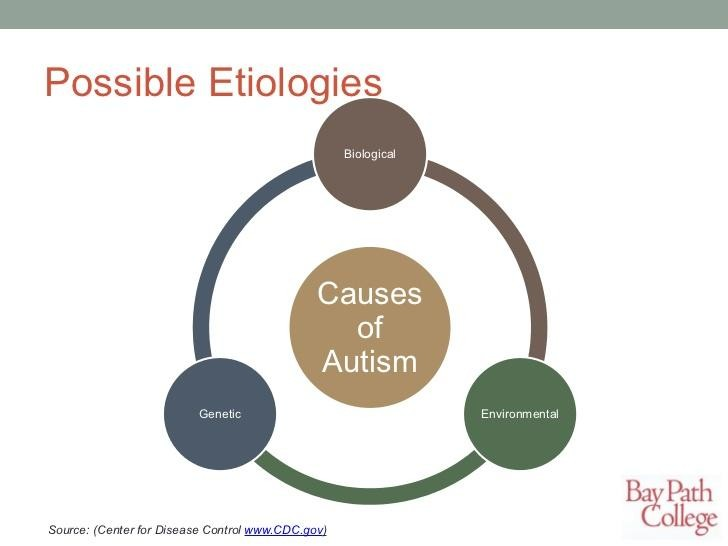 Possible Etiologies
Biological
Causes
of
Autism
Genetic
Environmental
Source: (Center for Disease Control www.CDC.gov)
Bay Path
College